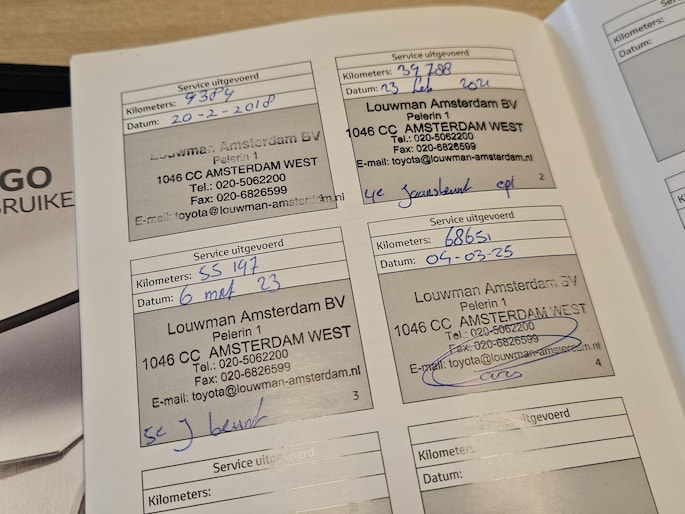 GO
BRUIKE
Service uitgevoerd
Kilometers: 9384
Datum: 20-2-2018
Louwman Amsterdam BV
Pelerin 1
1046 CC AMSTERDAM WEST
Tel.: 020-5062200
Fax: 020-6826599
E-mail: toyota@louwman-amsterdam.nl
Service uitgevoerd
Kilometers: 39788
Datum: 23 feb 2021
Louwman Amsterdam BV
Pelerin 1
1046 CC AMSTERDAM WEST
Tel.: 020-5062200
Fax: 020-6826599
E-mail: toyota@louwman-amsterdam.nl
2
4e
Service uitgevoerd
Kilometers: 55 197
Datum: 6 mrt 23
Louwman Amsterdam BV
Pelerin 1
1046 CC AMSTERDAM WEST
Tel.: 020-5062200
Fax: 020-6826599
E-mail: toyota@louwman-amsterdam.nl
3
5e J beurt
Service uitgevoerd
Kilometers: 68651
Datum: 04-03-25
Louwman Amsterdam BV
Pelerin 1
1046 CC AMSTERDAM WEST
Tel.: 020-5062200
Fax: 020-6826599
E-mail: toyota@louwman-amsterdam.nl
4
Service uitgevoerd
Kilometers:
Service uitgevoerd
Kilometers:
Datum:
Kilometers:
Datum: